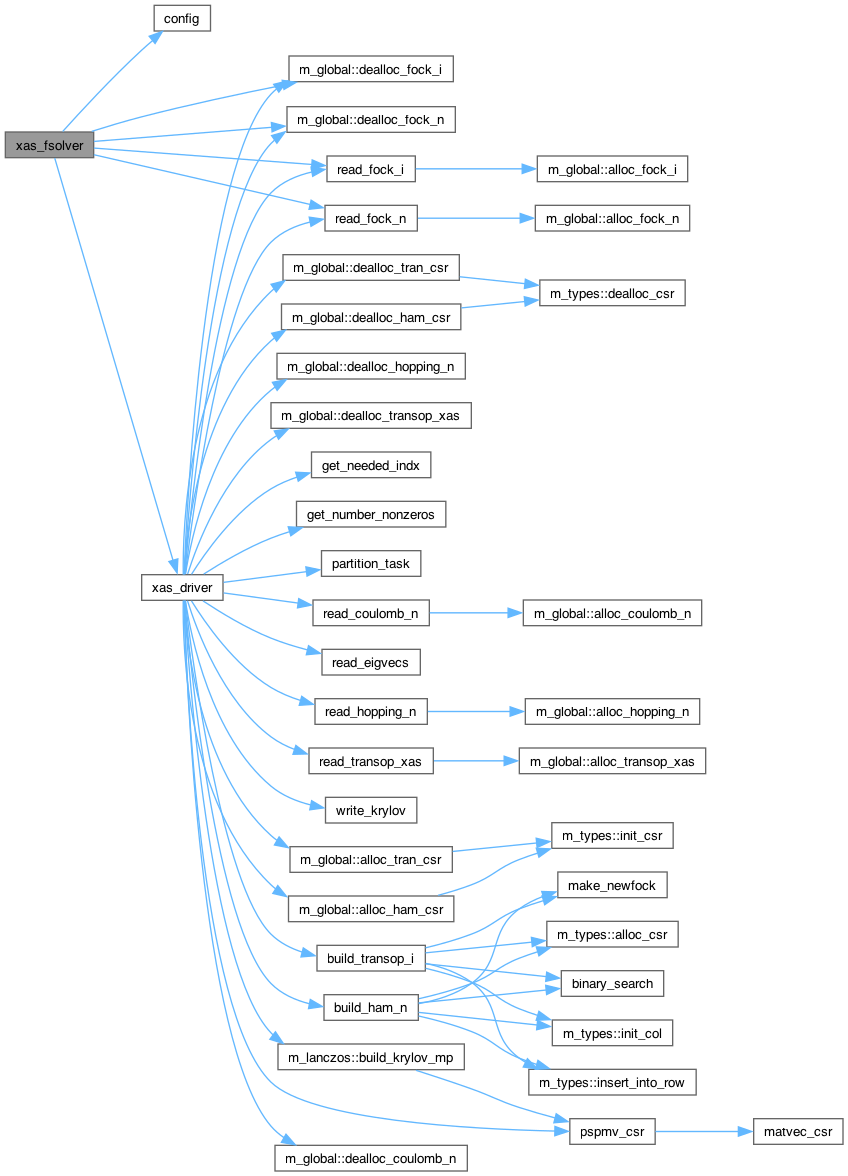 config
m_global::dealloc_fock_i
m_global::dealloc_fock_n
xas_fsolver
read_fock_i
m_global::alloc_fock_i
read_fock_n
m_global::alloc_fock_n
m_global::dealloc_tran_csr
m_types::dealloc_csr
m_global::dealloc_ham_csr
m_global::dealloc_hopping_n
m_global::dealloc_transop_xas
get_needed_indx
get_number_nonzeros
partition_task
xas_driver
read_coulomb_n
m_global::alloc_coulomb_n
read_eigvecs
read_hopping_n
m_global::alloc_hopping_n
read_transop_xas
m_global::alloc_transop_xas
write_krylov
m_types::init_csr
m_global::alloc_tran_csr
make_newfock
m_global::alloc_ham_csr
m_types::alloc_csr
build_transop_i
binary_search
build_ham_n
m_types::init_col
m_lanczos::build_krylov_mp
m_types::insert_into_row
pspmv_csr
matvec_csr
m_global::dealloc_coulomb_n